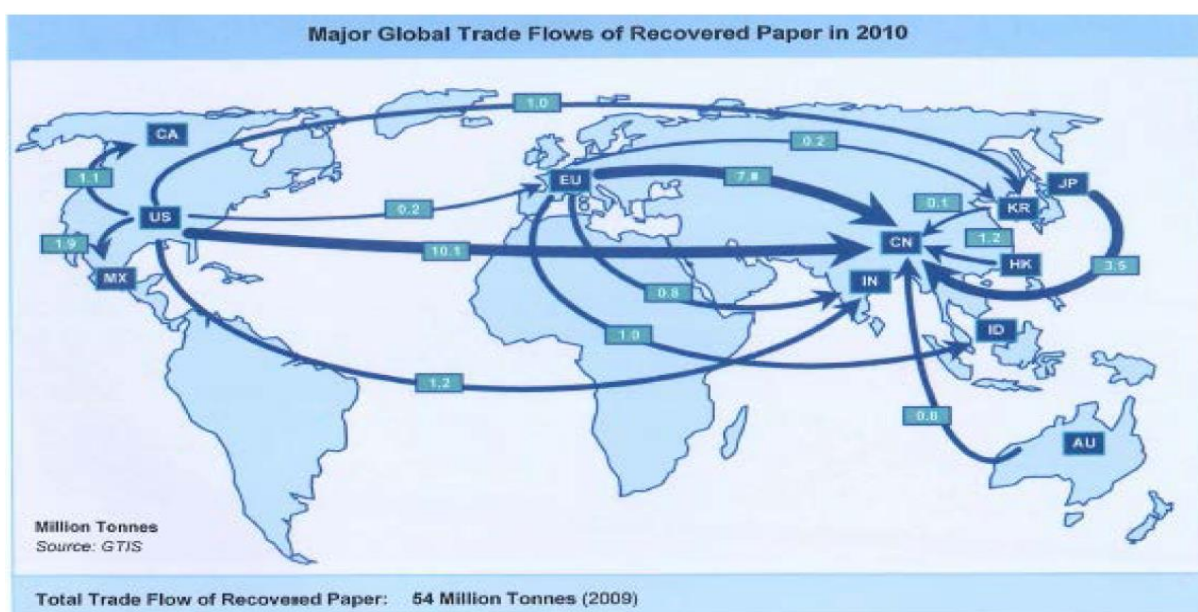 Major Global Trade Flows of Recovered Paper in 2010
1.0
CA
0.2
1.1
EU
7.8
JP
US
0.2
0.1
KR
1.9
10.1
CN
1.2
MX
HK
3.5
IN
0.8
ID
1.0
1.2
0.8
AU
Million Tonnes
Source: GTIS
Total Trade Flow of Recovered Paper: 54 Million Tonnes (2009)